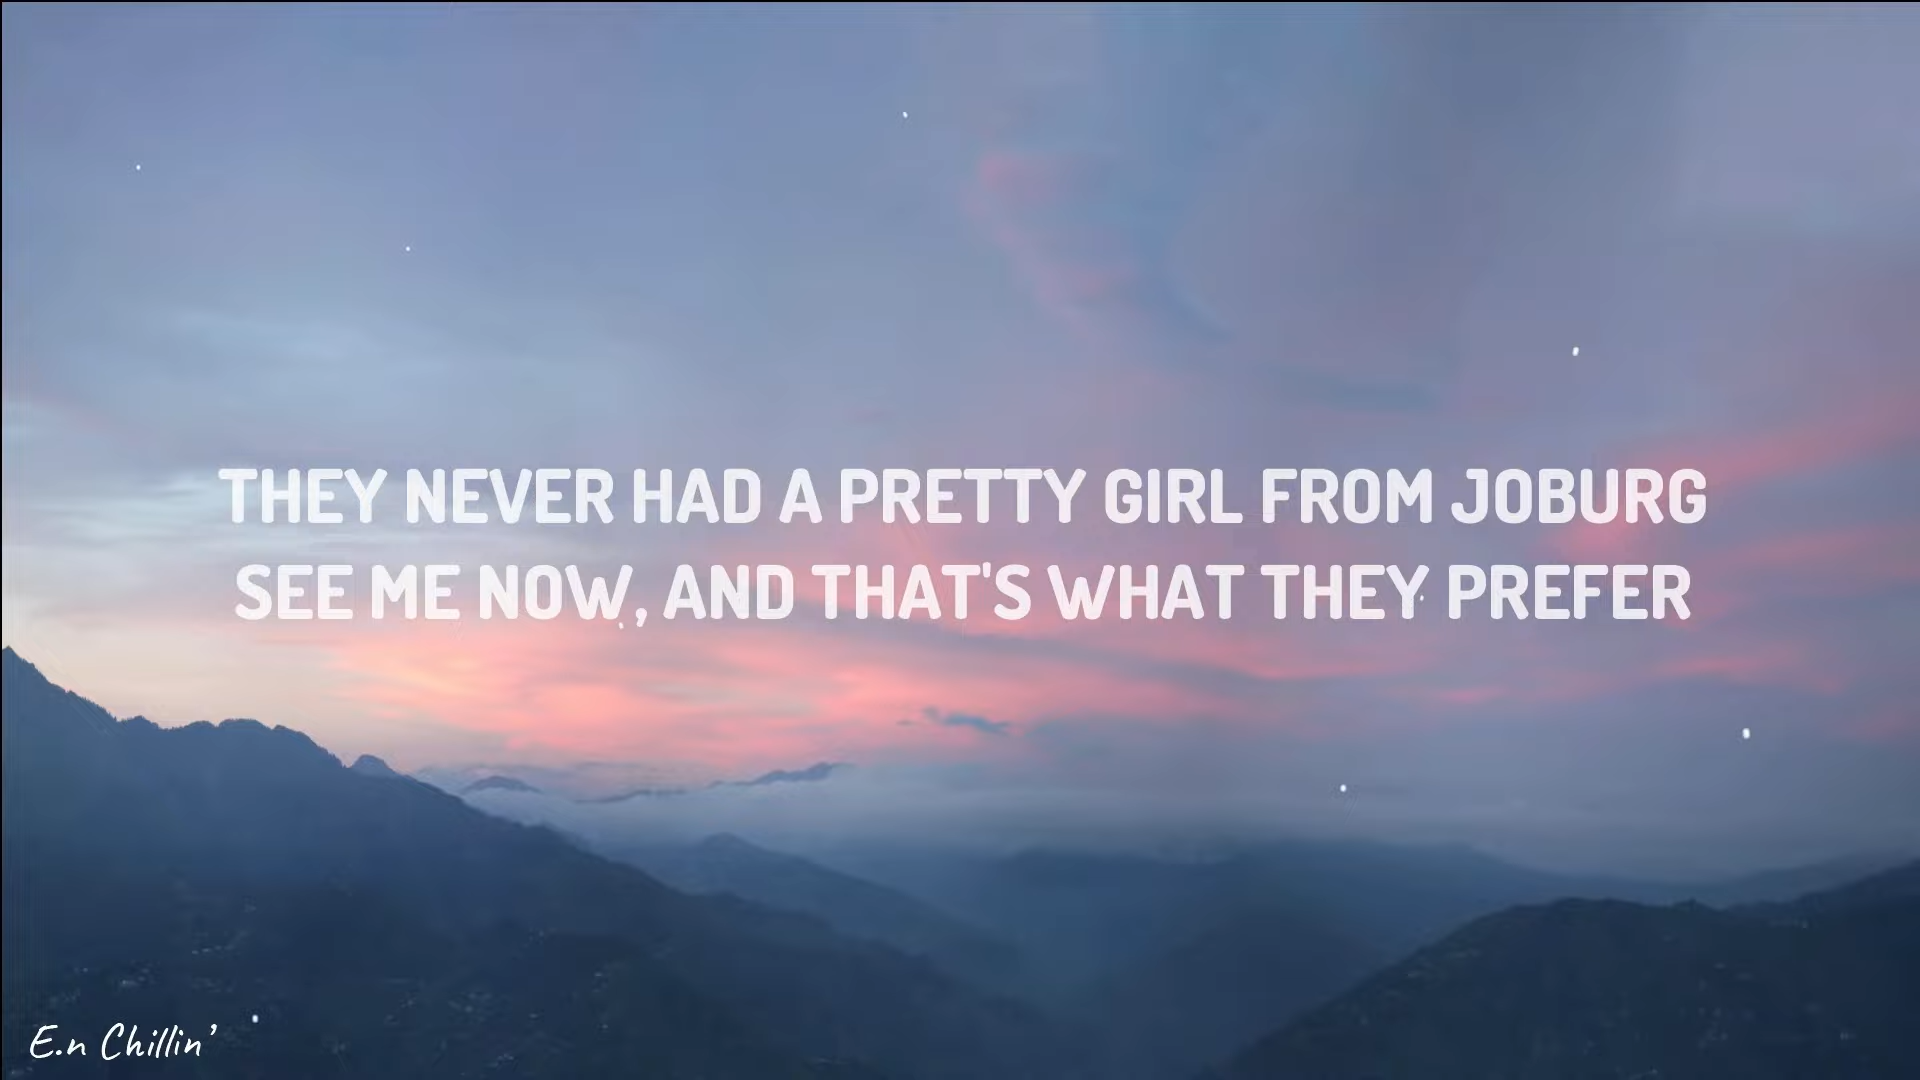 THEY NEVER HAD A PRETTY GIRL FROM JOBURG
SEE ME NOW, AND THAT'S WHAT THEY PREFER
E.n Chillin'